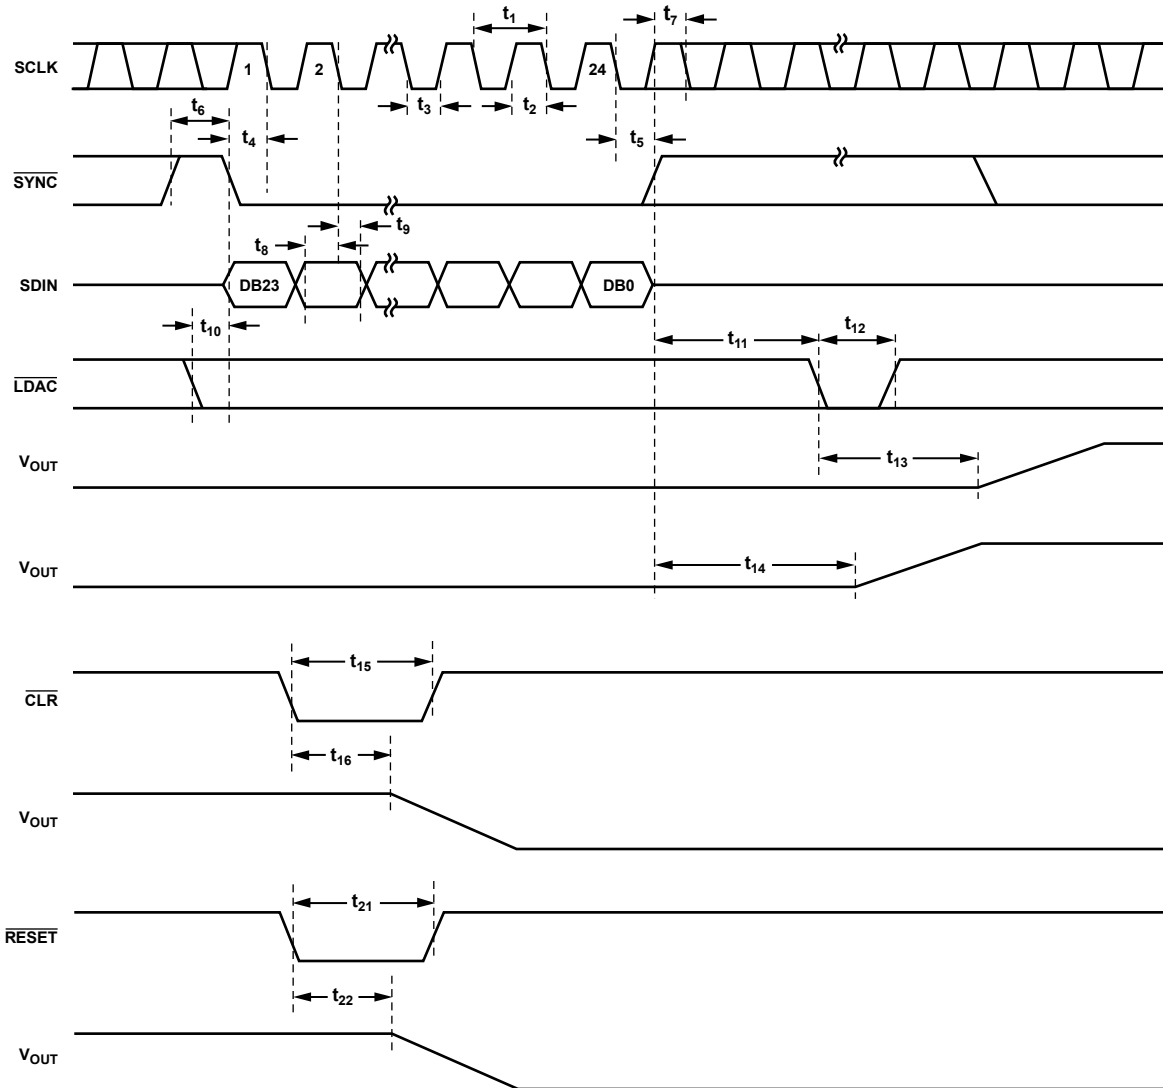 t1
t7
SCLK
1
2
24
t3
t2
t6
t4
t5
SYNC
t9
t8
SDIN
DB23
DB0
t10
t11
t12
LDAC
VOUT
t13
VOUT
t14
t15
CLR
t16
VOUT
t21
RESET
t22
VOUT